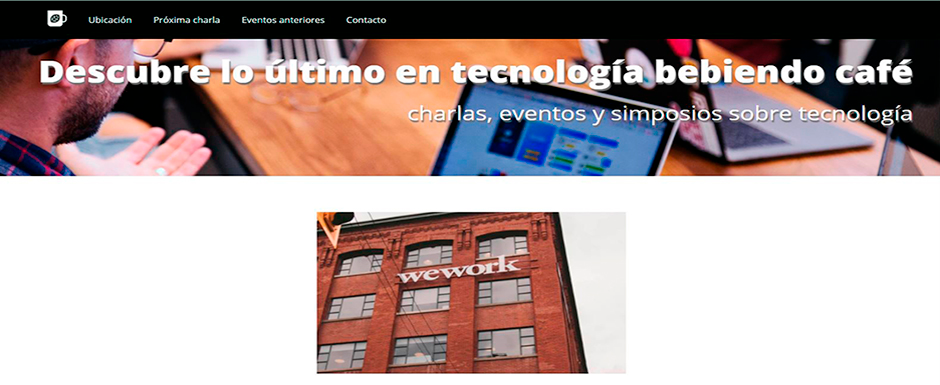 Ubicación Próxima charla Eventos anteriores Contacto
Descubre lo último en tecnología bebiendo café
charlas, eventos y simposios sobre tecnología
wework